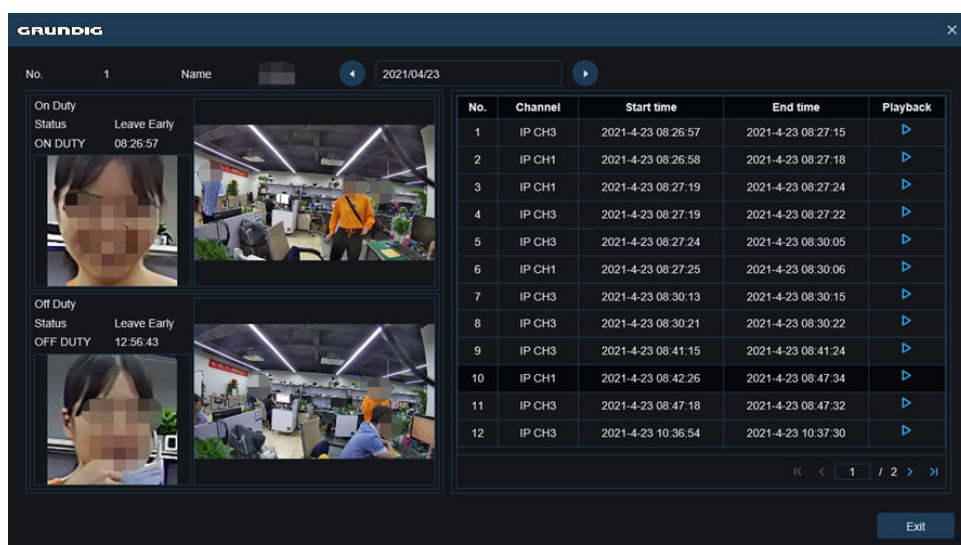 GRUNDIG
No. 1 Name 2021/04/23
On Duty
Status Leave Early
ON DUTY 08:26:57
Off Duty
Status Leave Early
OFF DUTY 12:56:43
No. Channel Start time End time Playback
1 IP CH3 2021-4-23 08:26:57 2021-4-23 08:27:15
2 IP CH1 2021-4-23 08:26:58 2021-4-23 08:27:18
3 IP CH1 2021-4-23 08:27:19 2021-4-23 08:27:24
4 IP CH3 2021-4-23 08:27:19 2021-4-23 08:27:22
5 IP CH3 2021-4-23 08:27:24 2021-4-23 08:30:05
6 IP CH1 2021-4-23 08:27:25 2021-4-23 08:30:06
7 IP CH3 2021-4-23 08:30:13 2021-4-23 08:30:15
8 IP CH3 2021-4-23 08:30:21 2021-4-23 08:30:22
9 IP CH3 2021-4-23 08:41:15 2021-4-23 08:41:24
10 IP CH1 2021-4-23 08:42:26 2021-4-23 08:47:34
11 IP CH3 2021-4-23 08:47:18 2021-4-23 08:47:32
12 IP CH3 2021-4-23 10:36:54 2021-4-23 10:37:30
1 / 2
Exit